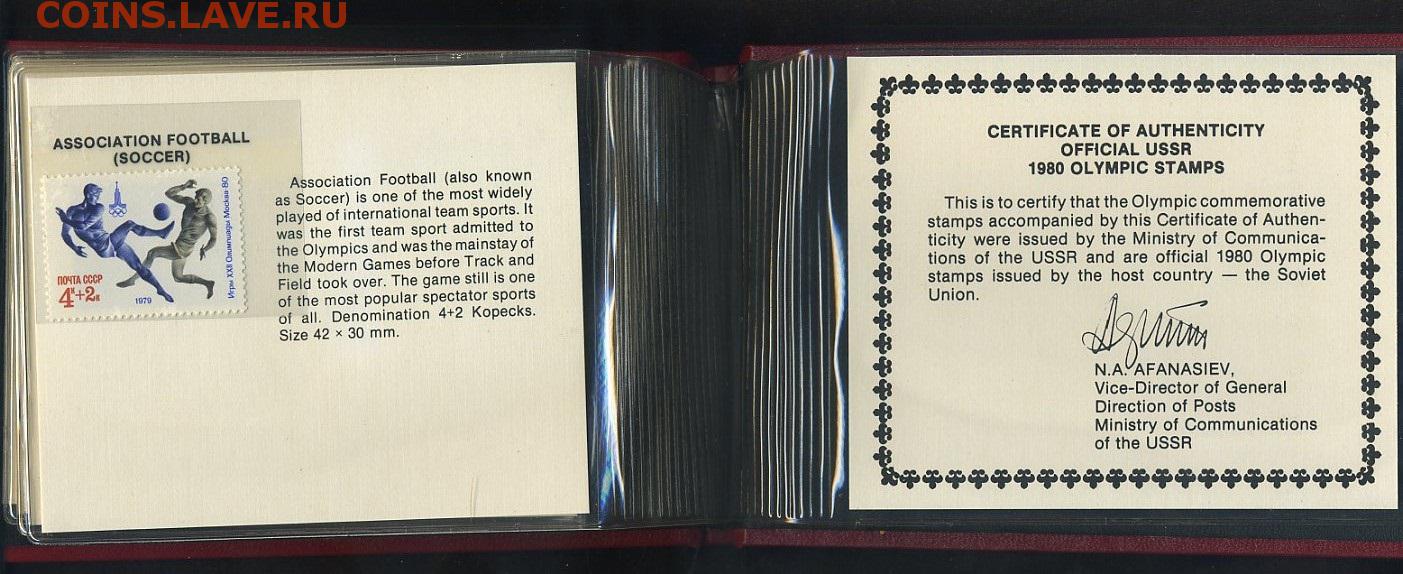 COINS.LAVE.RU
ASSOCIATION FOOTBALL
(SOCCER)
ПОЧТА СССР
4к+2к
1979
Игры XXII Олимпиады Москва-80
Association Football (also known
as Soccer) is one of the most widely
played of international team sports. It
was the first team sport admitted to
the Olympics and was the mainstay of
the Modern Games before Track and
Field took over. The game still is one
of the most popular spectator sports
of all. Denomination 4+2 Kopecks.
Size 42 × 30 mm.
CERTIFICATE OF AUTHENTICITY
OFFICIAL USSR
1980 OLYMPIC STAMPS
This is to certify that the Olympic commemorative
stamps accompanied by this Certificate of Authen-
ticity were issued by the Ministry of Communica-
tions of the USSR and are official 1980 Olympic
stamps issued by the host country — the Soviet
Union.
N.A. AFANASIEV,
Vice-Director of General
Direction of Posts
Ministry of Communications
of the USSR